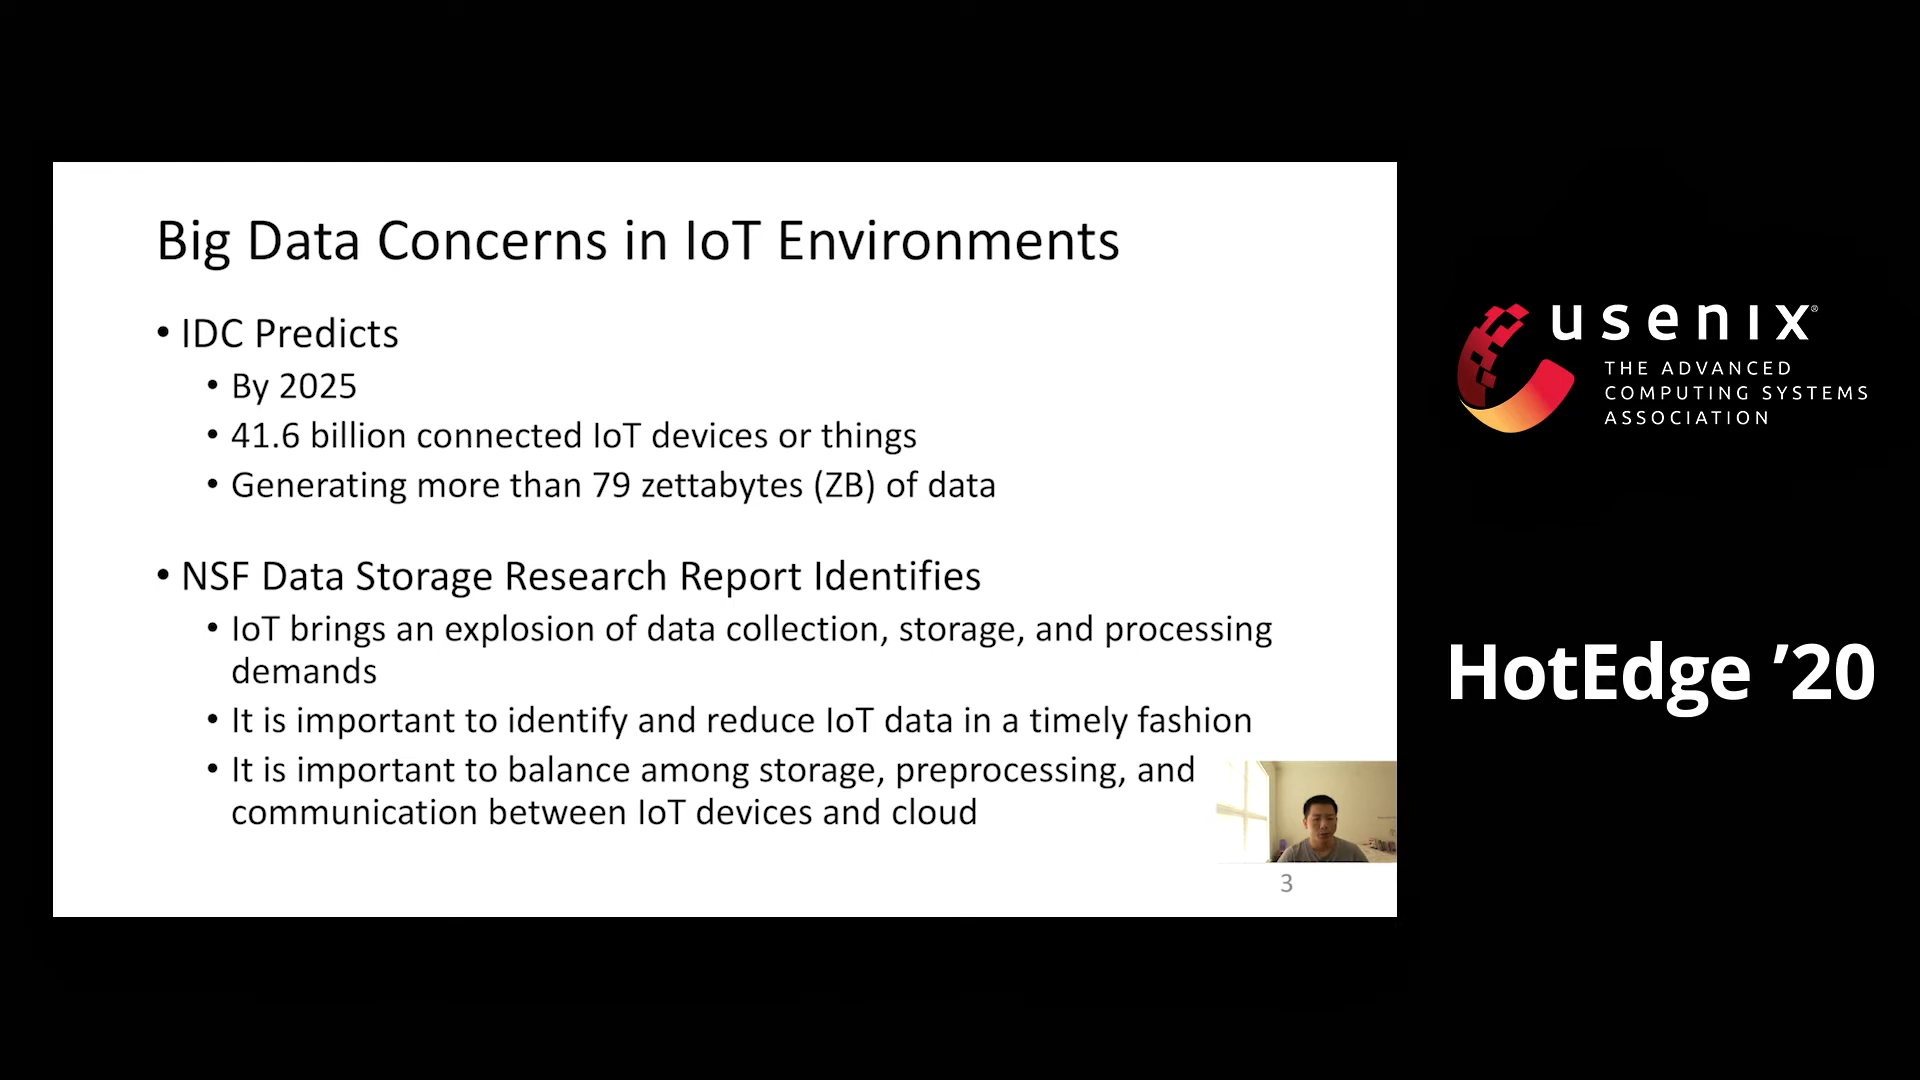 Big Data Concerns in IoT Environments
• IDC Predicts
• By 2025
• 41.6 billion connected IoT devices or things
• Generating more than 79 zettabytes (ZB) of data
• NSF Data Storage Research Report Identifies
• IoT brings an explosion of data collection, storage, and processing
demands
• It is important to identify and reduce IoT data in a timely fashion
• It is important to balance among storage, preprocessing, and
communication between IoT devices and cloud
3
usenix®
THE ADVANCED
COMPUTING SYSTEMS
ASSOCIATION
HotEdge ’20